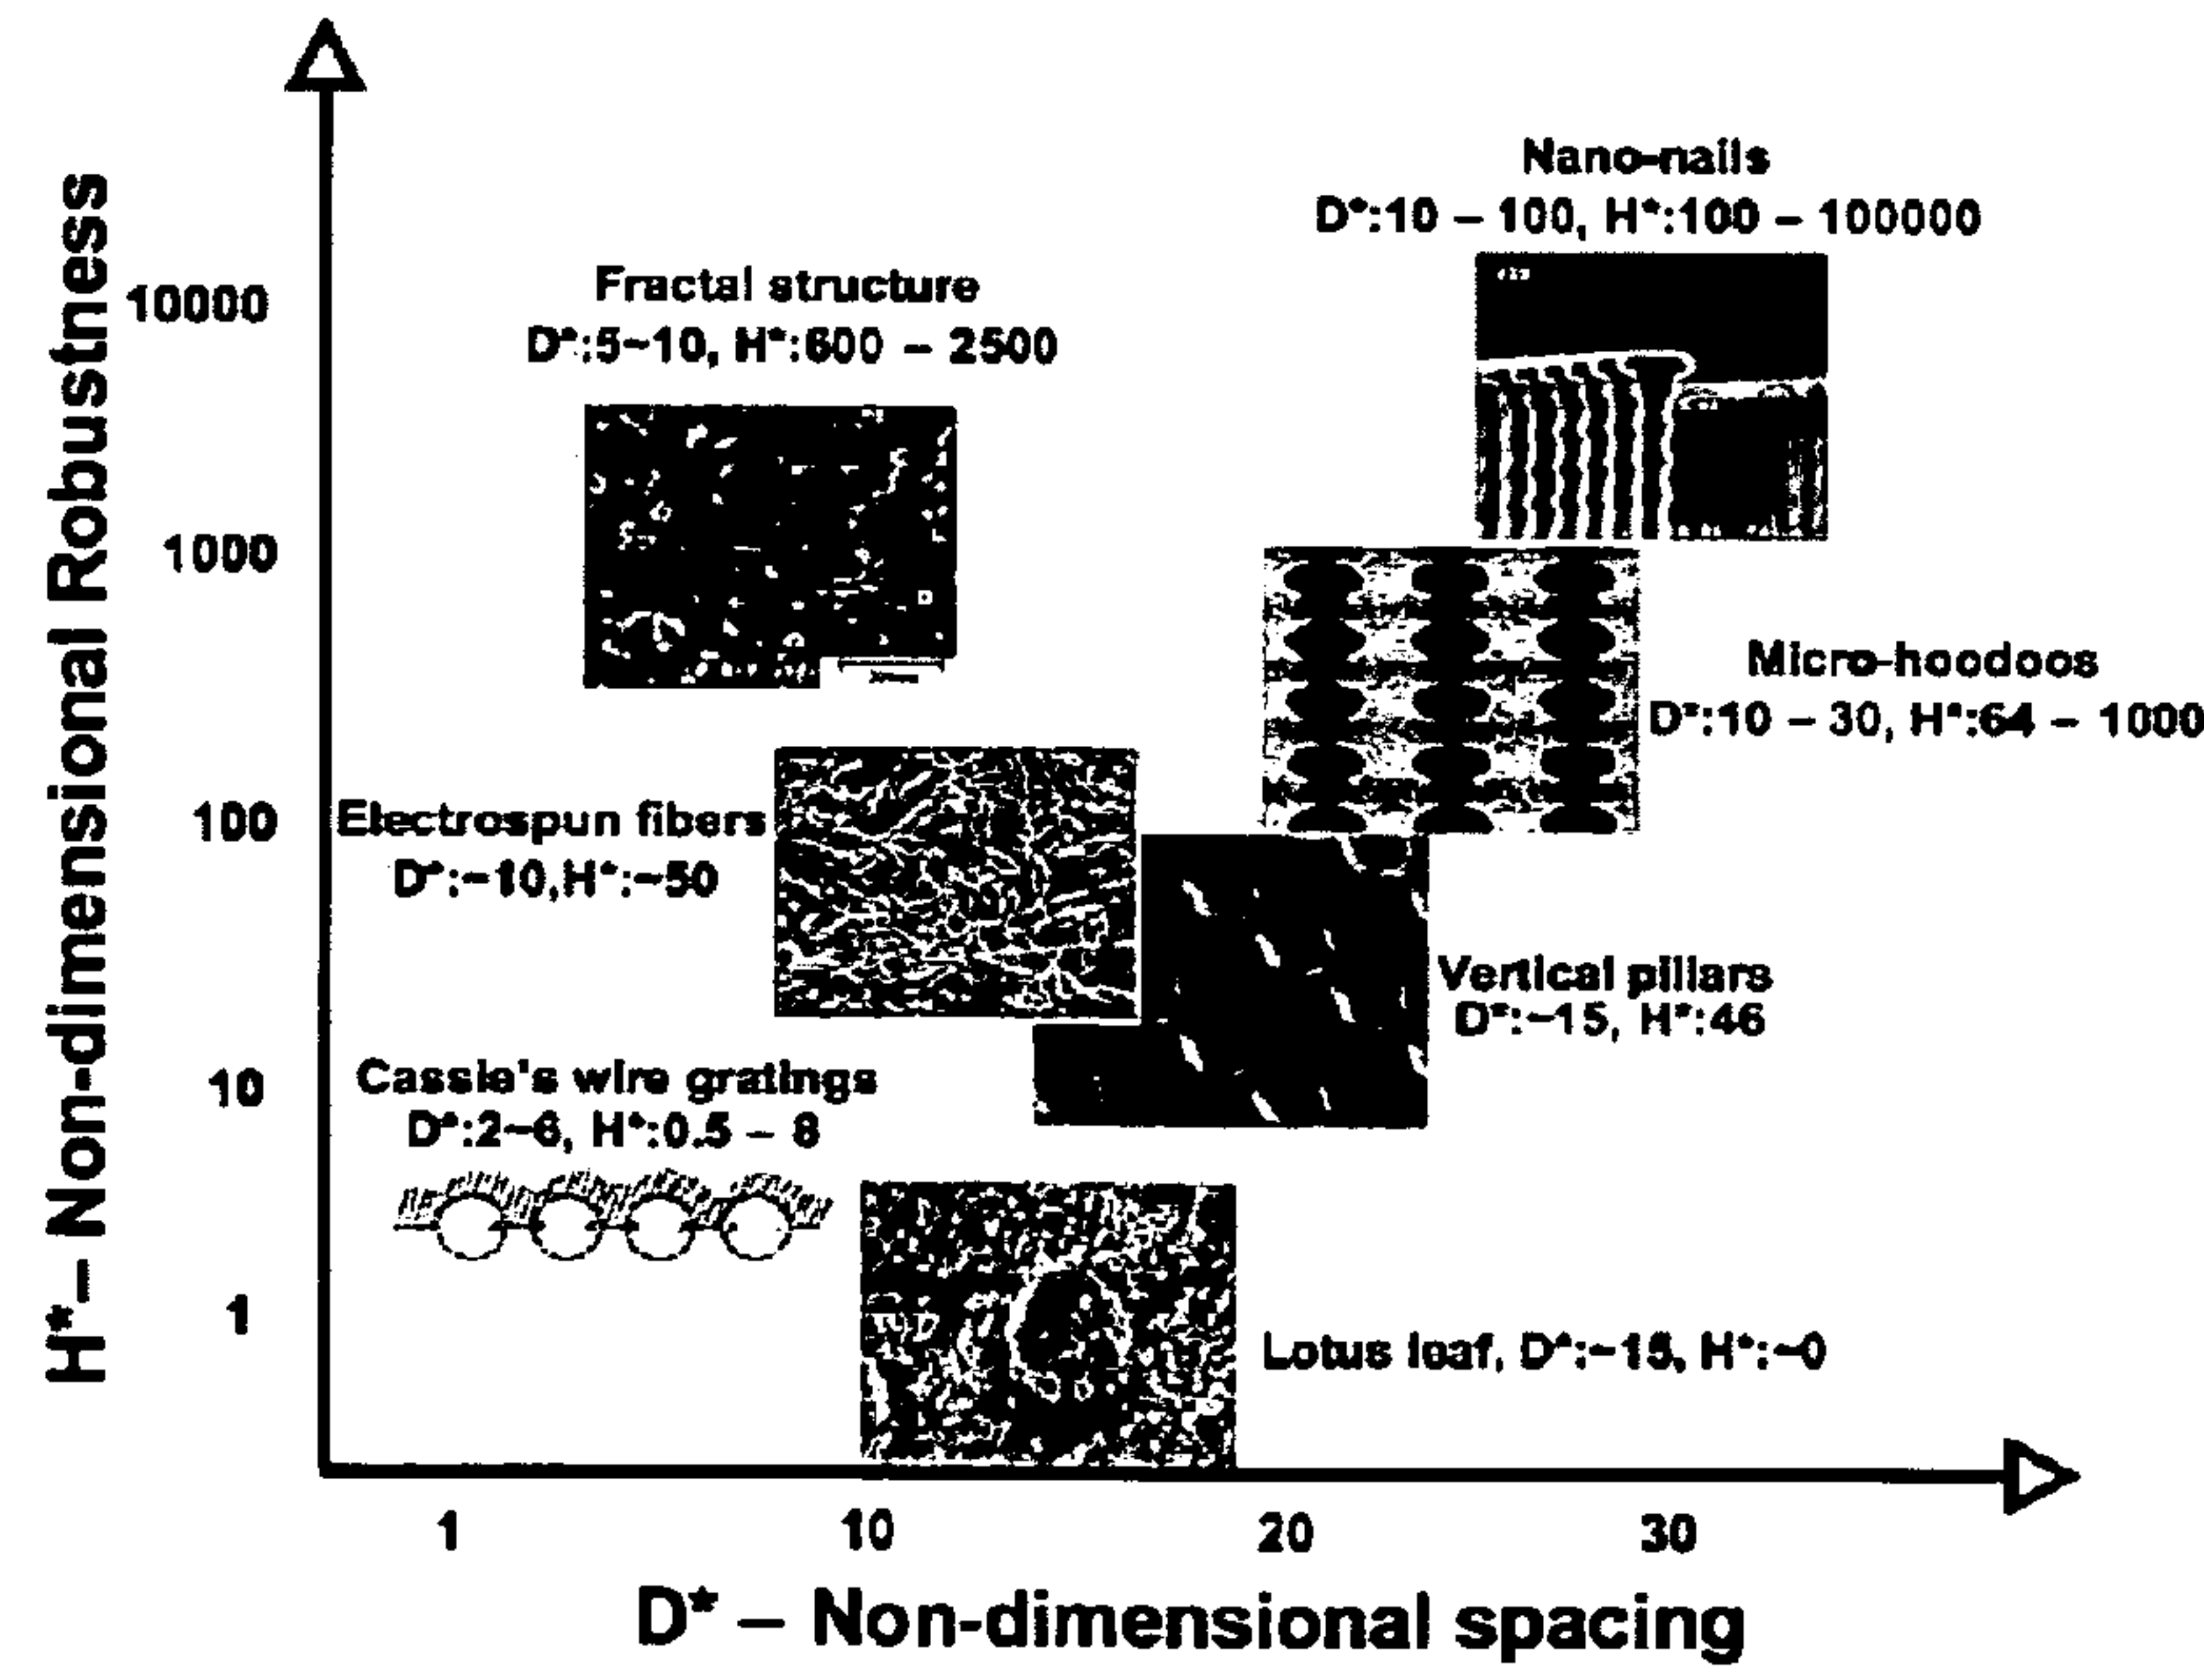 Nano-nails
D*:10 – 100, H*:100 – 100000
Fractal structure
D*:5~10, H*:600 – 2500
10000
1000
100
10
1
H*– Non-dimensional Robustness
Micro-hoodoos
D*:10 – 30, H*:64 – 1000
Electrospun fibers
D*:~10,H*:~50
Vertical pillars
D*:~15, H*:46
Cassie's wire gratings
D*:2~6, H*:0.5 – 8
Lotus leaf, D*:~15, H*:~0
1 10 20 30
D* – Non-dimensional spacing